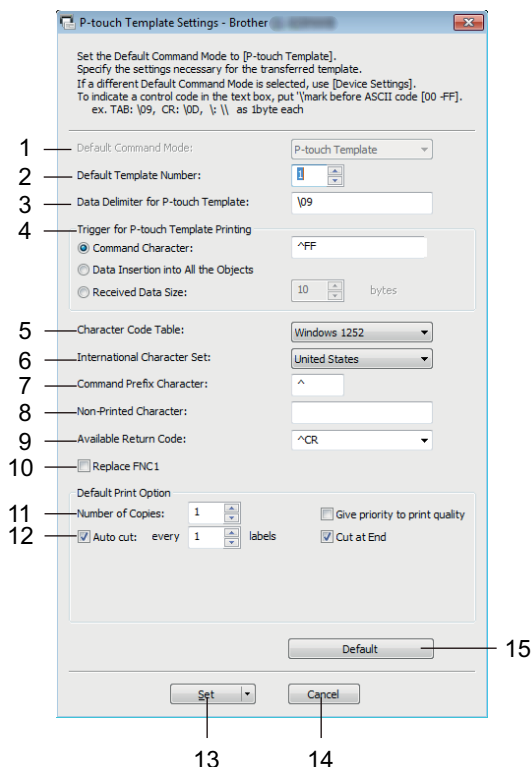 P-touch Template Settings - Brother
Set the Default Command Mode to [P-touch Template].
Specify the settings necessary for the transferred template.
If a different Default Command Mode is selected, use [Device Settings].
To indicate a control code in the text box, put '\'mark before ASCII code [00 -FF].
ex. TAB: \09, CR: \0D, \: \\ as 1byte each
1 Default Command Mode: P-touch Template
2 Default Template Number: 1
3 Data Delimiter for P-touch Template: \09
4 Trigger for P-touch Template Printing
Command Character: ^FF
Data Insertion into All the Objects
Received Data Size: 10 bytes
5 Character Code Table: Windows 1252
6 International Character Set: United States
7 Command Prefix Character: ^
8 Non-Printed Character:
9 Available Return Code: ^CR
10 Replace FNC1
Default Print Option
11 Number of Copies: 1 Give priority to print quality
12 Auto cut: every 1 labels Cut at End
Default 15
Set Cancel
13 14